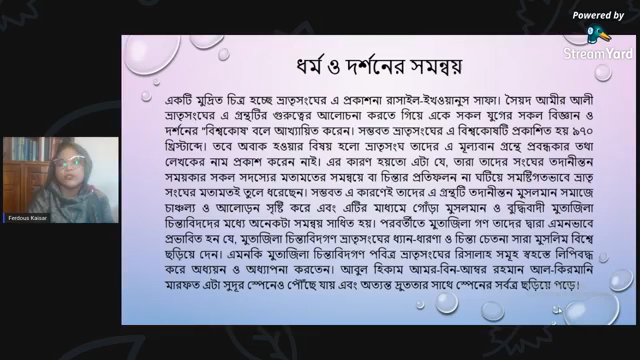 Powered by
StreamYard
ধর্ম ও দর্শনের সমন্বয়
একটি মুদ্রিত চিত্র হচ্ছে ভ্রাতৃসংঘের এ প্রকাশনা রাসাইল-ইখওয়ানুস সাফা। সৈয়দ আমীর আলী
ভ্রাতৃসংঘের এ গ্রন্থটির গুরুত্বের আলোচনা করতে গিয়ে একে সকল যুগের সকল বিজ্ঞান ও
দর্শনের "বিশ্বকোষ' বলে আখ্যায়িত করেন। সম্ভবত ভ্রাতৃসংঘের এ বিশ্বকোষটি প্রকাশিত হয় ৯৭০
খ্রিস্টাব্দে। তবে অবাক হওয়ার বিষয় হলো ভ্রাতৃসংঘ তাদের এ মূল্যবান গ্রন্থে প্রবন্ধকার তথা
লেখকের নাম প্রকাশ করেন নাই। এর কারণ হয়তো এটা যে, তারা তাদের সংঘের তদানীন্তন
সময়কার সকল সদস্যের মতামতের সমন্বয়ে বা চিন্তার প্রতিফলন না ঘটিয়ে সমষ্টিগতভাবে ভ্রাতৃ
সংঘের মতামতই তুলে ধরেছেন। সম্ভবত এ কারণেই তাদের এ গ্রন্থটি তদানীন্তন মুসলমান সমাজে
চাঞ্চল্য ও আলোড়ন সৃষ্টি করে এবং এটির মাধ্যমে গোঁড়া মুসলমান ও বুদ্ধিবাদী মুতাজিলা
চিন্তাবিদদের মধ্যে অনেকটা সমন্বয় সাধিত হয়। পরবর্তীতে মুতাজিলা গণ তাদের দ্বারা এমনভাবে
প্রভাবিত হন যে, মুতাজিলা চিন্তাবিদগণ ভ্রাতৃসংঘের ধ্যান-ধারণা ও চিন্তা চেতনা সারা মুসলিম বিশ্বে
ছড়িয়ে দেন। এমনকি মুতাজিলা চিন্তাবিদগণ পবিত্র ভ্রাতৃসংঘের রিসালাহ সমূহ স্বহস্তে লিপিবদ্ধ
করে অধ্যয়ন ও অধ্যাপনা করতেন। আবুল হিকাম আমর-বিন-আব্দর রহমান আল-কিরমানি
মারফত এটা সুদূর স্পেনেও পৌঁছে যায় এবং অত্যন্ত দ্রুততার সাথে স্পেনের সর্বত্র ছড়িয়ে পড়ে।
Ferdous Kaisar